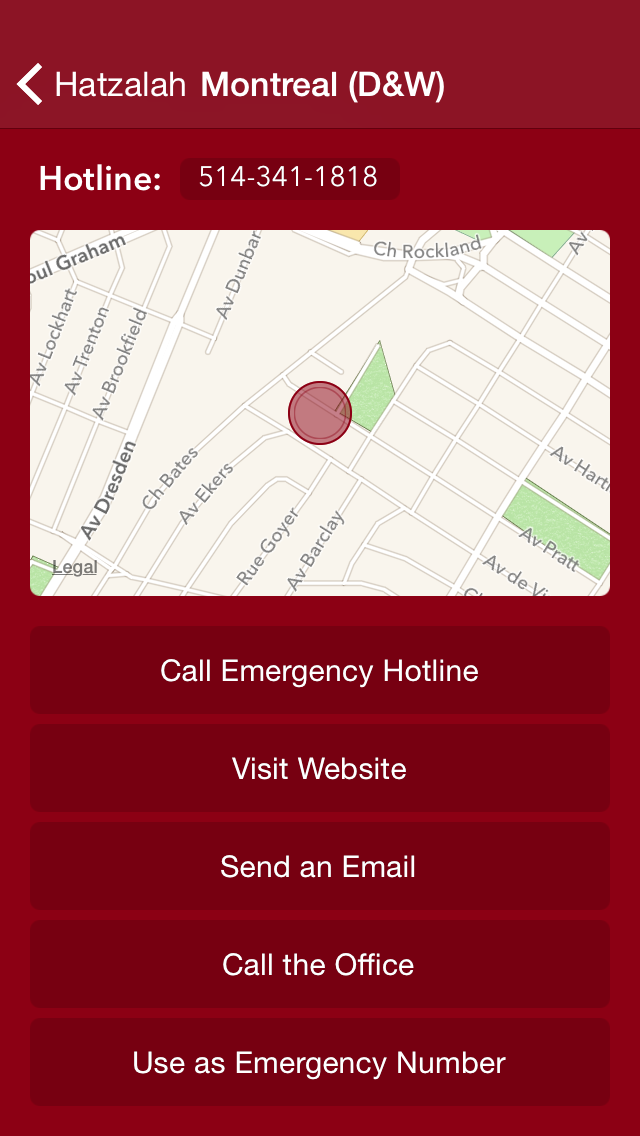 Hatzalah Montreal (D&W)
Hotline: 514-341-1818
oul Graham
Ch Rockland
Av
Av Dunbar
Av Lockhart
Av Trenton
Av Brookfield
Av Dresden
Ch Bates
Av Ekers
Rue Goyer
Av Barclay
Av Hart
Av Pratt
Av de Vi
Legal
Call Emergency Hotline
Visit Website
Send an Email
Call the Office
Use as Emergency Number